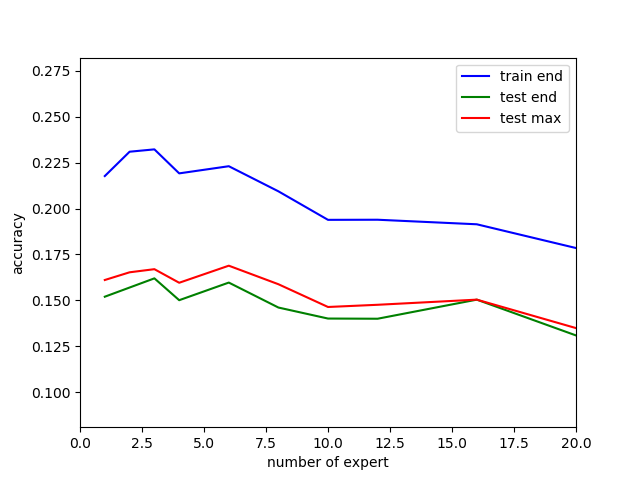 0.275
0.250
0.225
0.200
0.175
0.150
0.125
0.100
accuracy
train end
test end
test max
0.0 2.5 5.0 7.5 10.0 12.5 15.0 17.5 20.0
number of expert